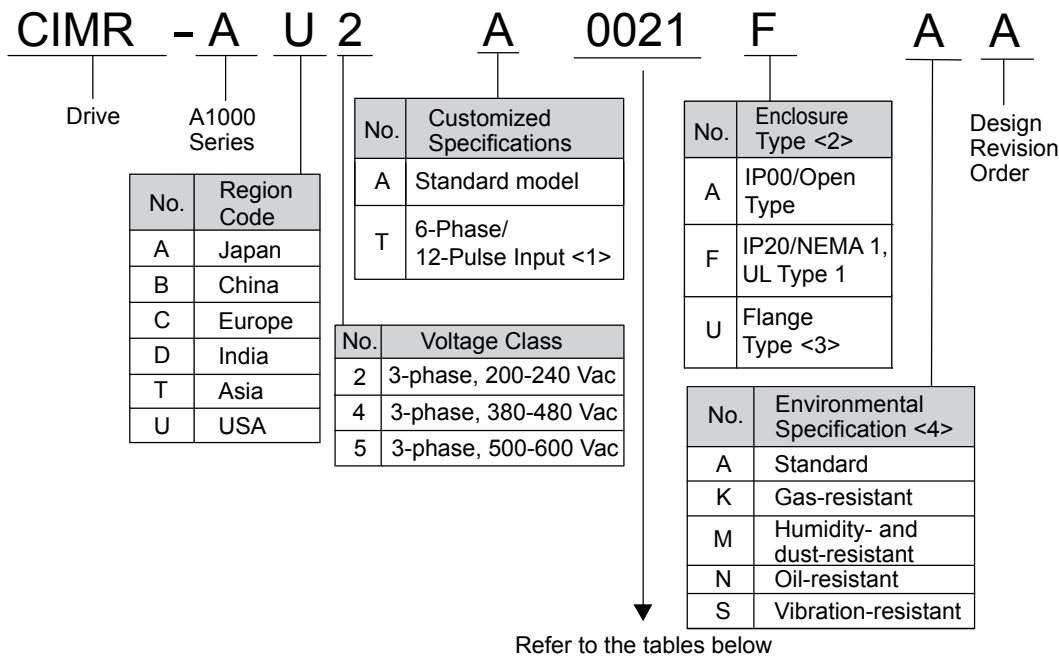 CIMR - A U 2 A 0021 F A A
Drive
A1000
Series
No. Region
Code
A Japan
B China
C Europe
D India
T Asia
U USA
No. Customized
Specifications
A Standard model
T 6-Phase/
12-Pulse Input <1>
No. Voltage Class
2 3-phase, 200-240 Vac
4 3-phase, 380-480 Vac
5 3-phase, 500-600 Vac
No. Enclosure
Type <2>
A IP00/Open
Type
F IP20/NEMA 1,
UL Type 1
U Flange
Type <3>
No. Environmental
Specification <4>
A Standard
K Gas-resistant
M Humidity- and
dust-resistant
N Oil-resistant
S Vibration-resistant
Design
Revision
Order
Refer to the tables below